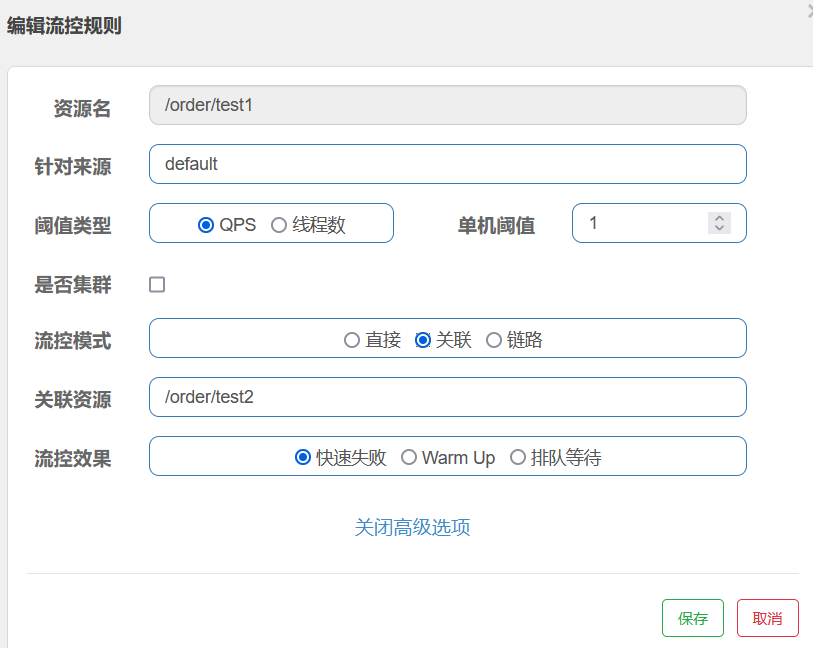 编辑流控规则
资源名 /order/test1
针对来源 default
阈值类型 QPS 线程数 单机阈值 1
是否集群
流控模式 直接 关联 链路
关联资源 /order/test2
流控效果 快速失败 Warm Up 排队等待
关闭高级选项
保存 取消